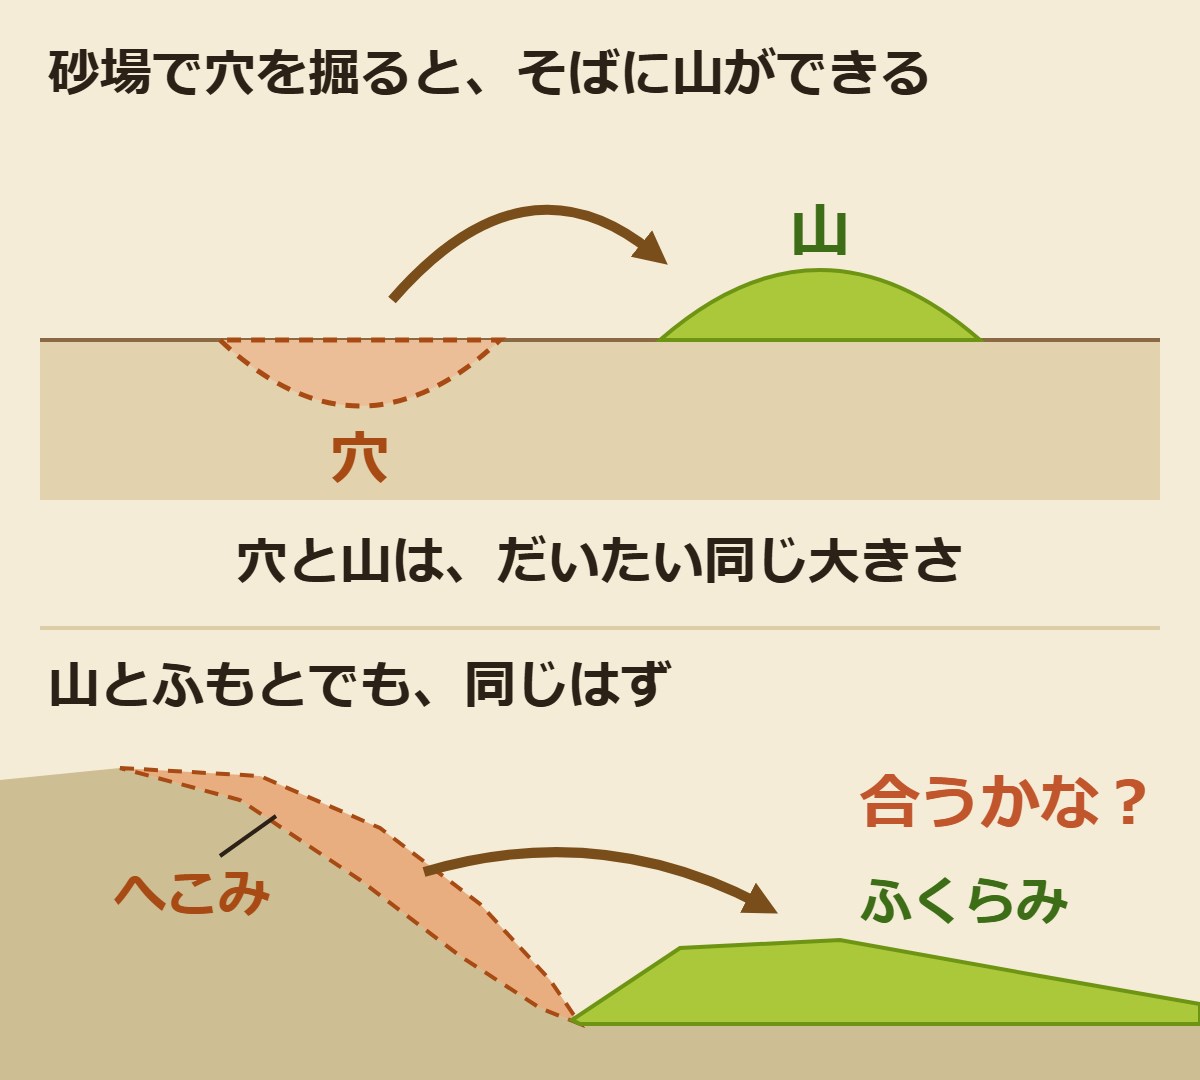 砂場で穴を掘ると、そばに山ができる
山
穴
穴と山は、だいたい同じ大きさ
山とふもとでも、同じはず
合うかな？
へこみ
ふくらみ